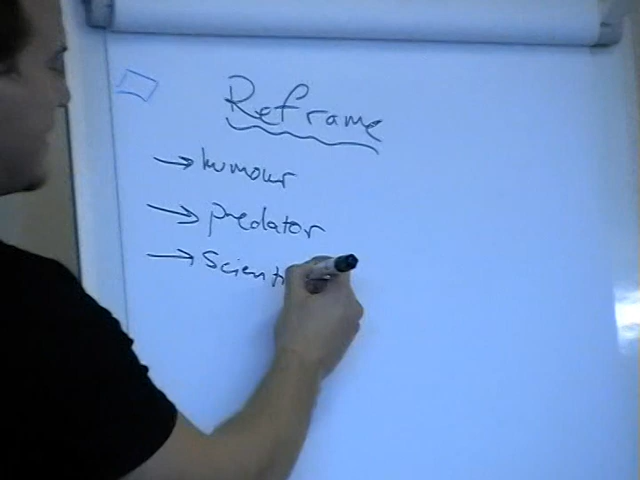 Reframe
→ humour
→ predator
→ Scient